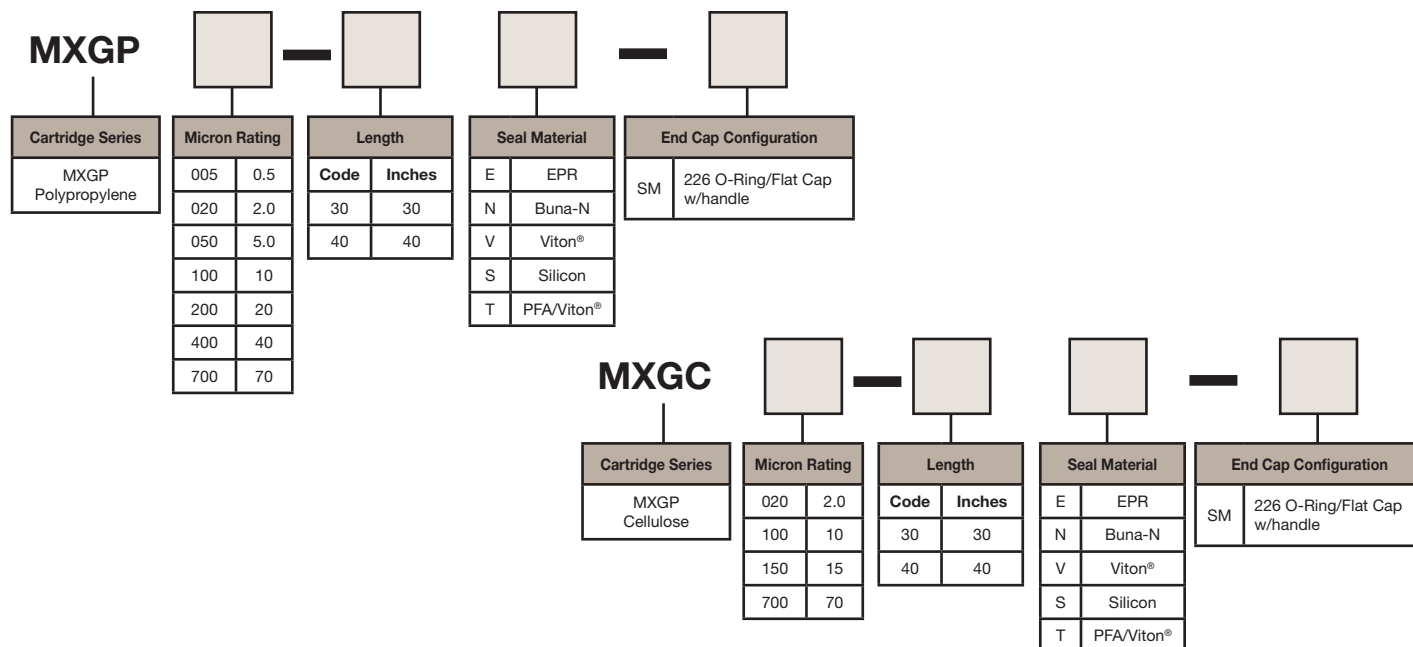 MXGP
Cartridge Series
MXGP
Polypropylene
Micron Rating
005 0.5
020 2.0
050 5.0
100 10
200 20
400 40
700 70
Length
Code Inches
30 30
40 40
Seal Material
E EPR
N Buna-N
V Viton®
S Silicon
T PFA/Viton®
End Cap Configuration
SM 226 O-Ring/Flat Cap
w/handle
MXGC
Cartridge Series
MXGP
Cellulose
Micron Rating
020 2.0
100 10
150 15
700 70
Length
Code Inches
30 30
40 40
Seal Material
E EPR
N Buna-N
V Viton®
S Silicon
T PFA/Viton®
End Cap Configuration
SM 226 O-Ring/Flat Cap
w/handle